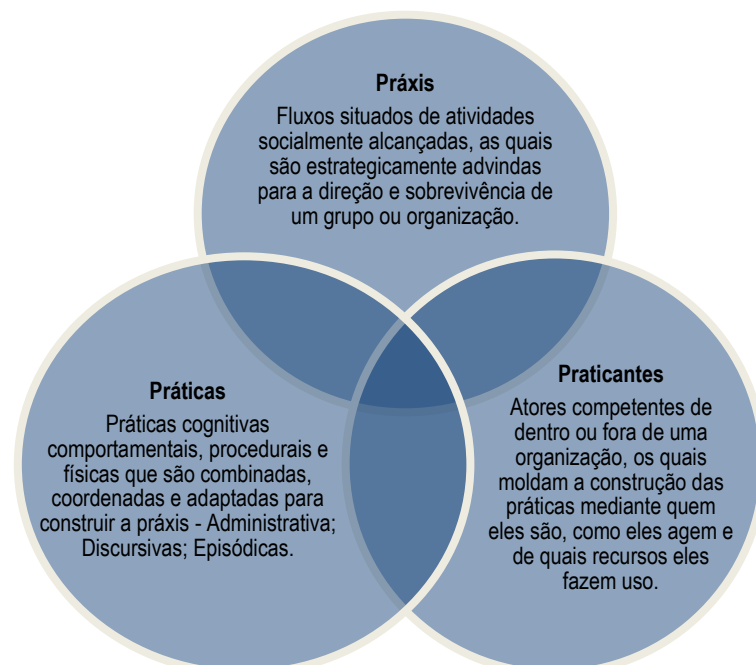 Práxis
Fluxos situados de atividades
socialmente alcançadas, as quais
são estrategicamente advindas
para a direção e sobrevivência de
um grupo ou organização.
Práticas
Práticas cognitivas
comportamentais, procedurais e
físicas que são combinadas,
coordenadas e adaptadas para
construir a práxis - Administrativa;
Discursivas; Episódicas.
Praticantes
Atores competentes de
dentro ou fora de uma
organização, os quais
moldam a construção das
práticas mediante quem
eles são, como eles agem e
de quais recursos eles
fazem uso.